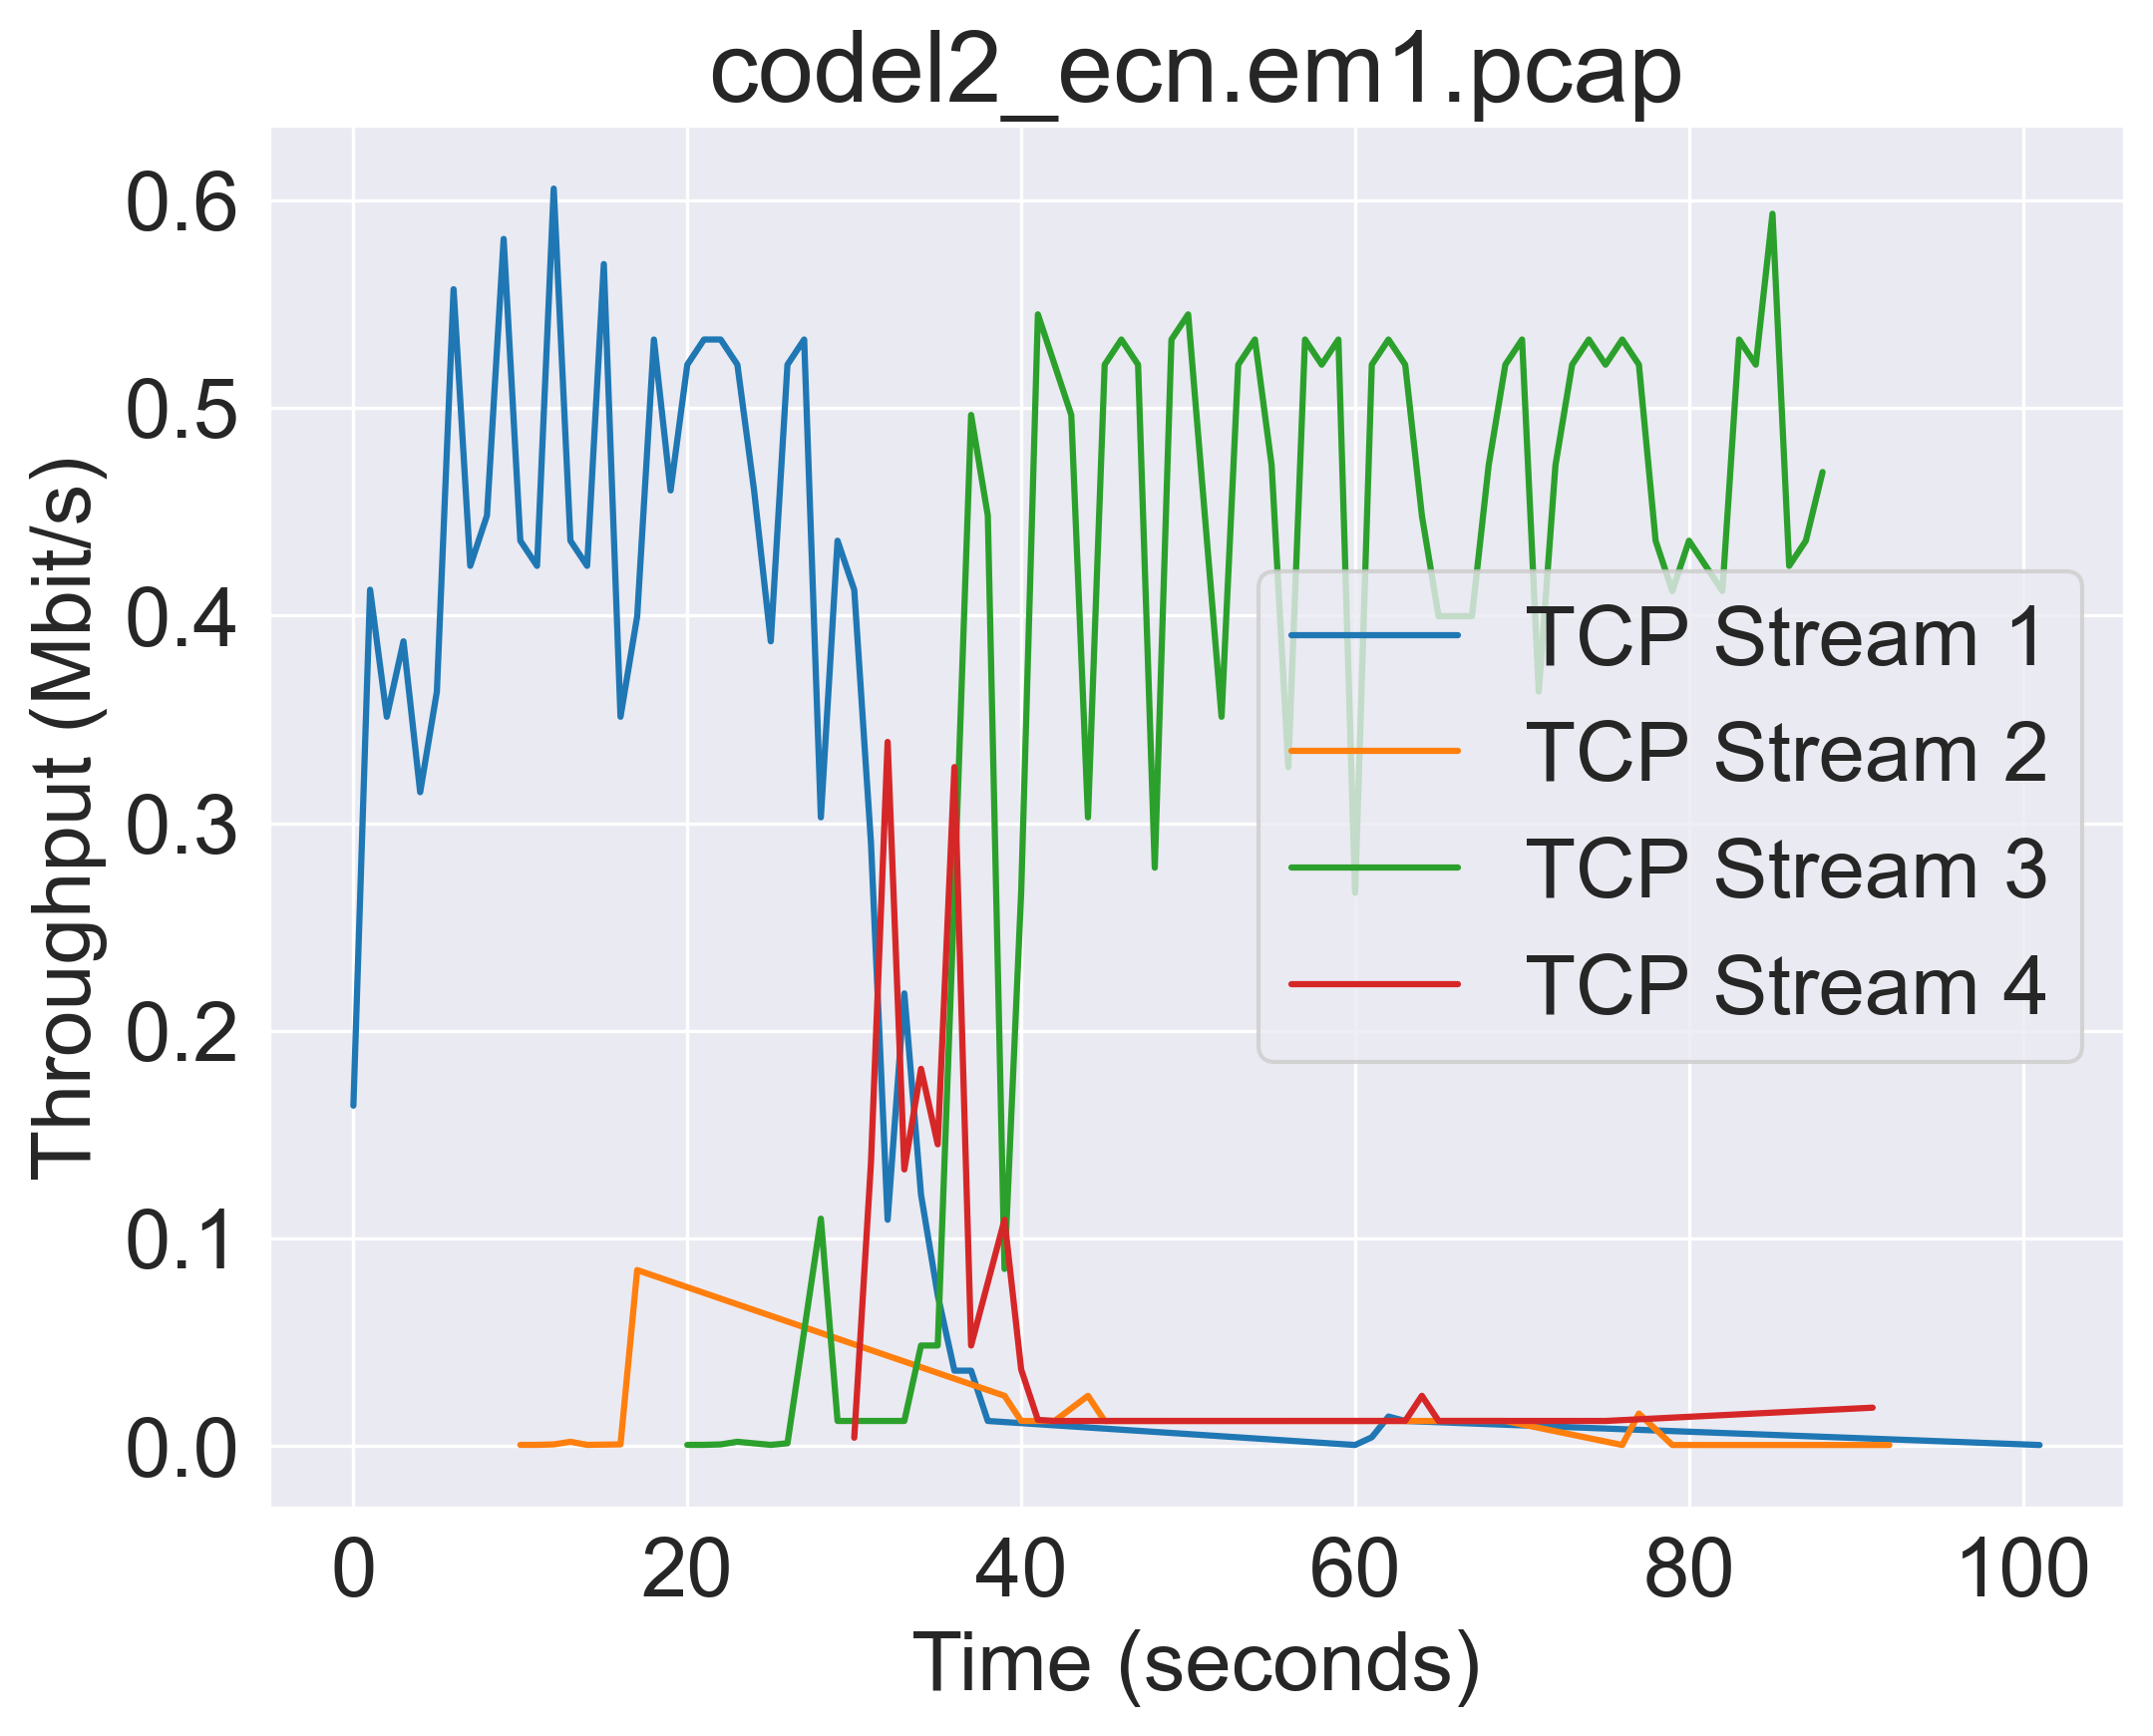 codel2_ecn.em1.pcap
Throughput (Mbit/s)
0.6
0.5
0.4
0.3
0.2
0.1
0.0
TCP Stream 1
TCP Stream 2
TCP Stream 3
TCP Stream 4
0 20 40 60 80 100
Time (seconds)